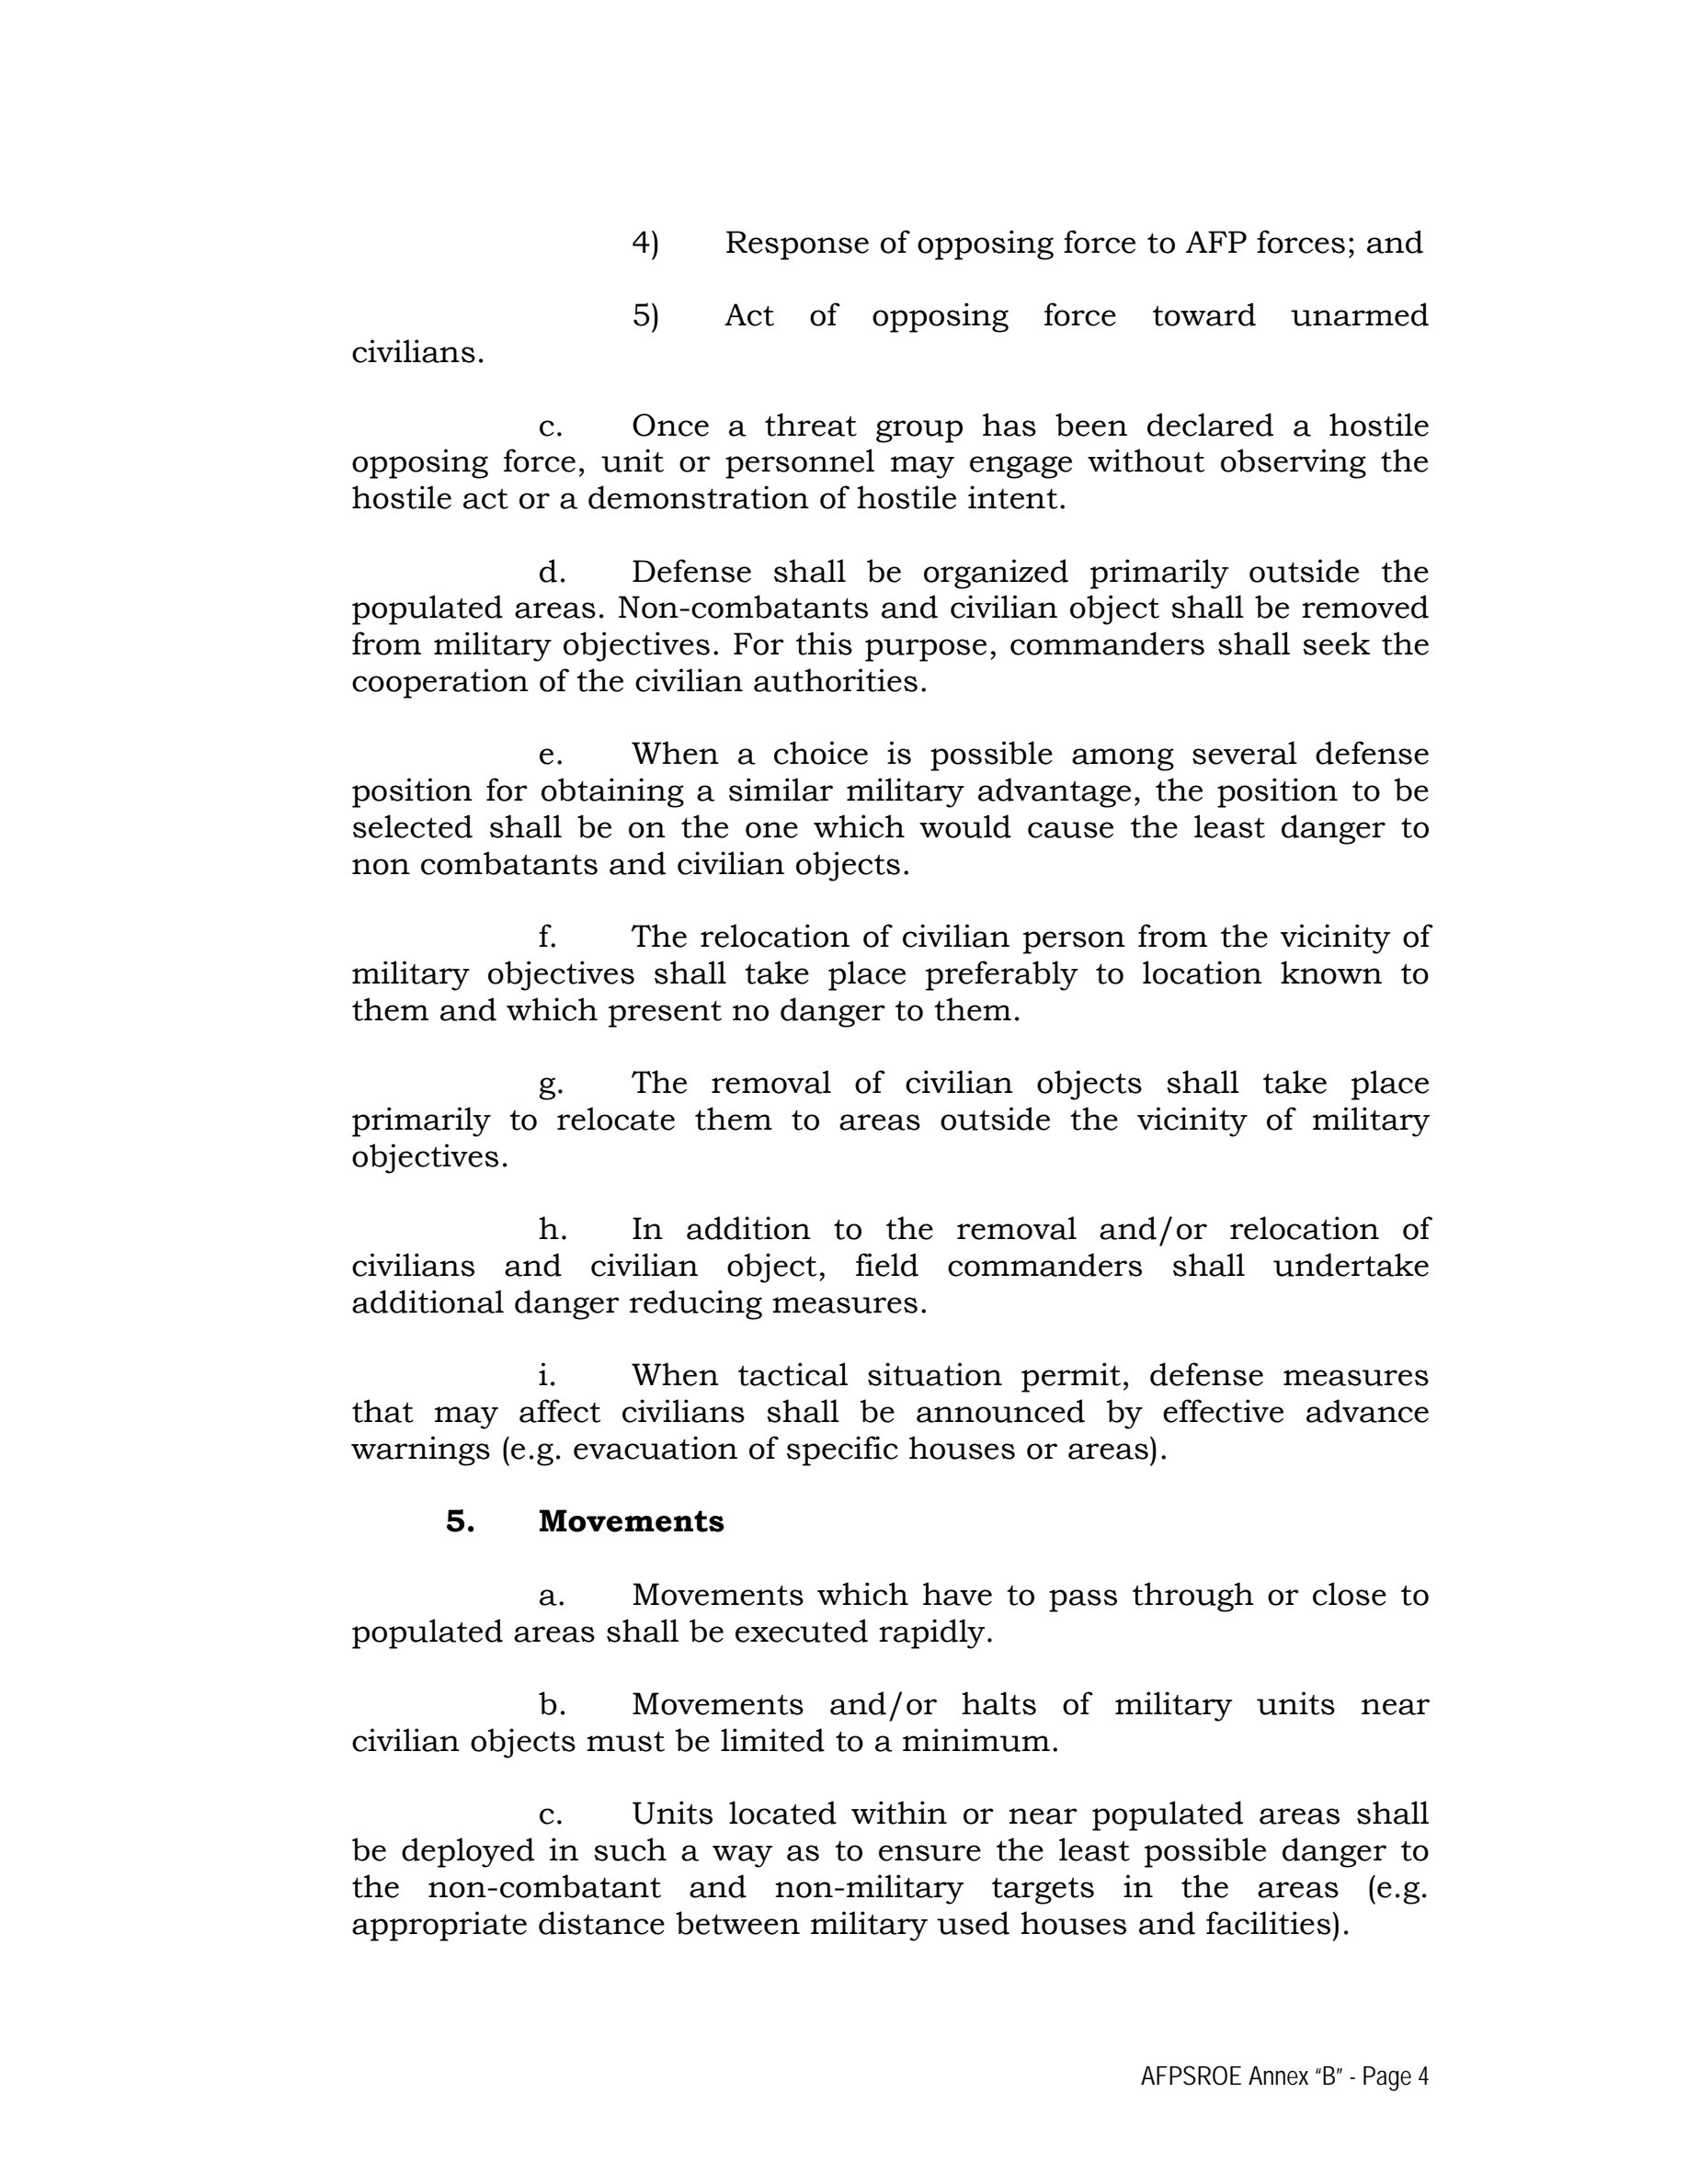 4) Response of opposing force to AFP forces; and
5) Act of opposing force toward unarmed
civilians.
c. Once a threat group has been declared a hostile
opposing force, unit or personnel may engage without observing the
hostile act or a demonstration of hostile intent.
d. Defense shall be organized primarily outside the
populated areas. Non-combatants and civilian object shall be removed
from military objectives. For this purpose, commanders shall seek the
cooperation of the civilian authorities.
e. When a choice is possible among several defense
position for obtaining a similar military advantage, the position to be
selected shall be on the one which would cause the least danger to
non combatants and civilian objects.
f. The relocation of civilian person from the vicinity of
military objectives shall take place preferably to location known to
them and which present no danger to them.
g. The removal of civilian objects shall take place
primarily to relocate them to areas outside the vicinity of military
objectives.
h. In addition to the removal and/or relocation of
civilians and civilian object, field commanders shall undertake
additional danger reducing measures.
i. When tactical situation permit, defense measures
that may affect civilians shall be announced by effective advance
warnings (e.g. evacuation of specific houses or areas).
5. Movements
a. Movements which have to pass through or close to
populated areas shall be executed rapidly.
b. Movements and/or halts of military units near
civilian objects must be limited to a minimum.
c. Units located within or near populated areas shall
be deployed in such a way as to ensure the least possible danger to
the non-combatant and non-military targets in the areas (e.g.
appropriate distance between military used houses and facilities).
AFPSROE Annex “B” - Page 4